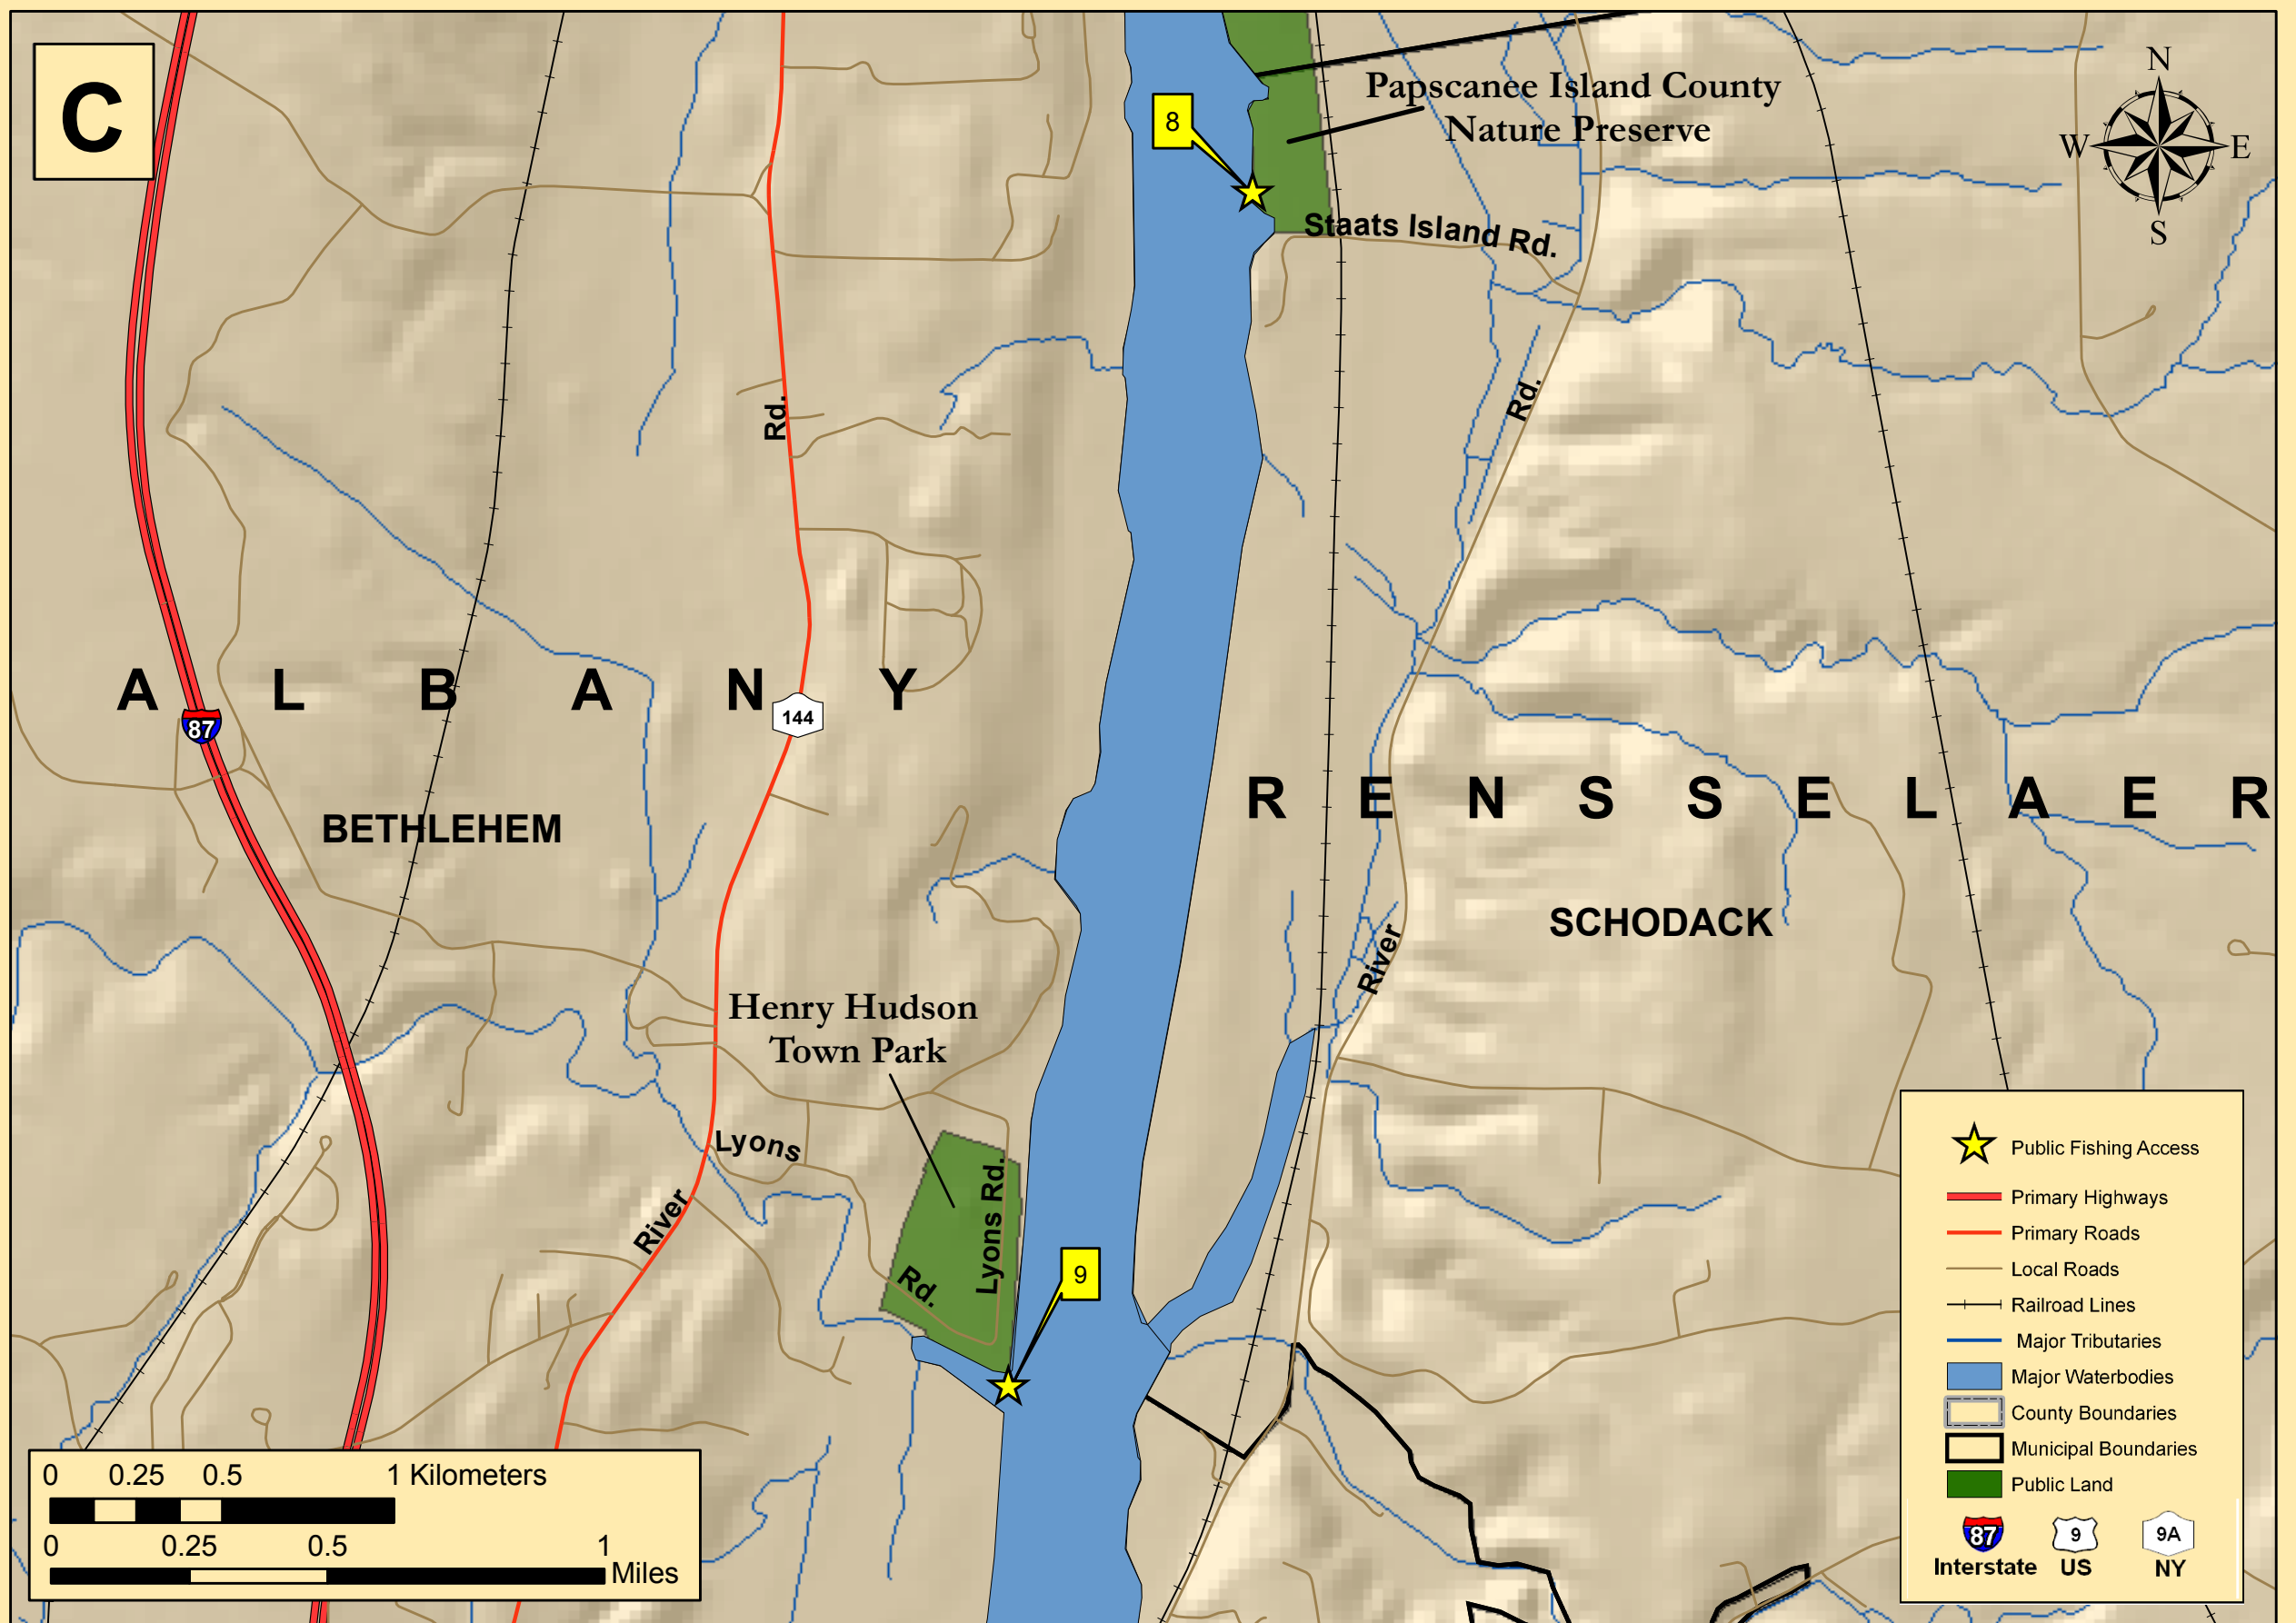 C
N
W
E
S
8
Papscanee Island County
Nature Preserve
Staats Island Rd.
Rd.
Rd.
A L B A N Y
87
144
BETHLEHEM
R E N S S E L A E R
SCHODACK
River
Henry Hudson
Town Park
Lyons
Lyons Rd.
River
Rd.
9
0 0.25 0.5 1 Kilometers
0 0.25 0.5 1
Miles
Public Fishing Access
Primary Highways
Primary Roads
Local Roads
Railroad Lines
Major Tributaries
Major Waterbodies
County Boundaries
Municipal Boundaries
Public Land
87 9 9A
Interstate US NY